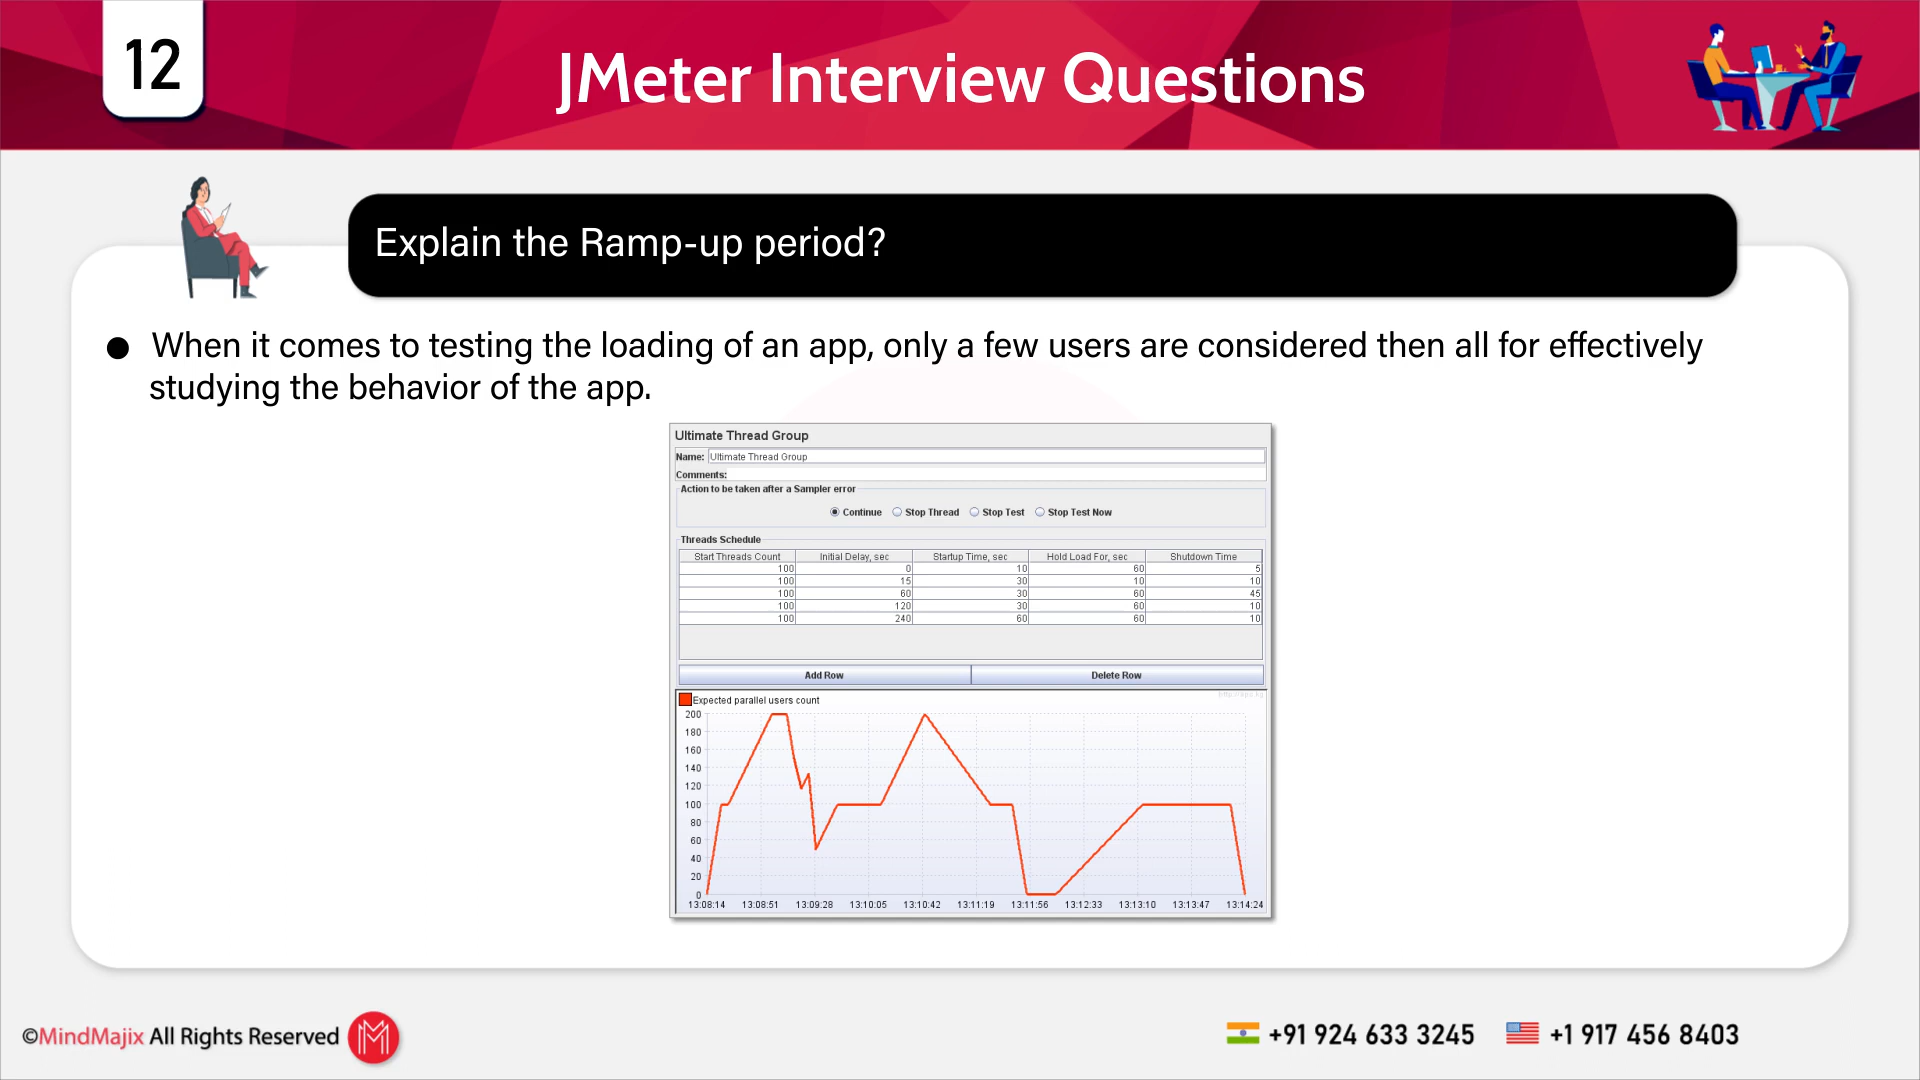 12
JMeter Interview Questions
Explain the Ramp-up period?
● When it comes to testing the loading of an app, only a few users are considered then all for effectively
studying the behavior of the app.
Ultimate Thread Group
Name: Ultimate Thread Group
Comments:
Action to be taken after a Sampler error
Continue Stop Thread Stop Test Stop Test Now
Threads Schedule
Start Threads Count Initial Delay, sec Startup Time, sec Hold Load For, sec Shutdown Time
100 0 10 60 5
100 15 30 10 10
100 60 30 60 45
100 120 30 60 10
100 240 60 60 10
Add Row Delete Row
Expected parallel users count
200
180
160
140
120
100
80
60
40
20
0
13:08:14 13:08:51 13:09:28 13:10:05 13:10:42 13:11:19 13:11:56 13:12:33 13:13:10 13:13:47 13:14:24
©MindMajix All Rights Reserved
+91 924 633 3245 +1 917 456 8403